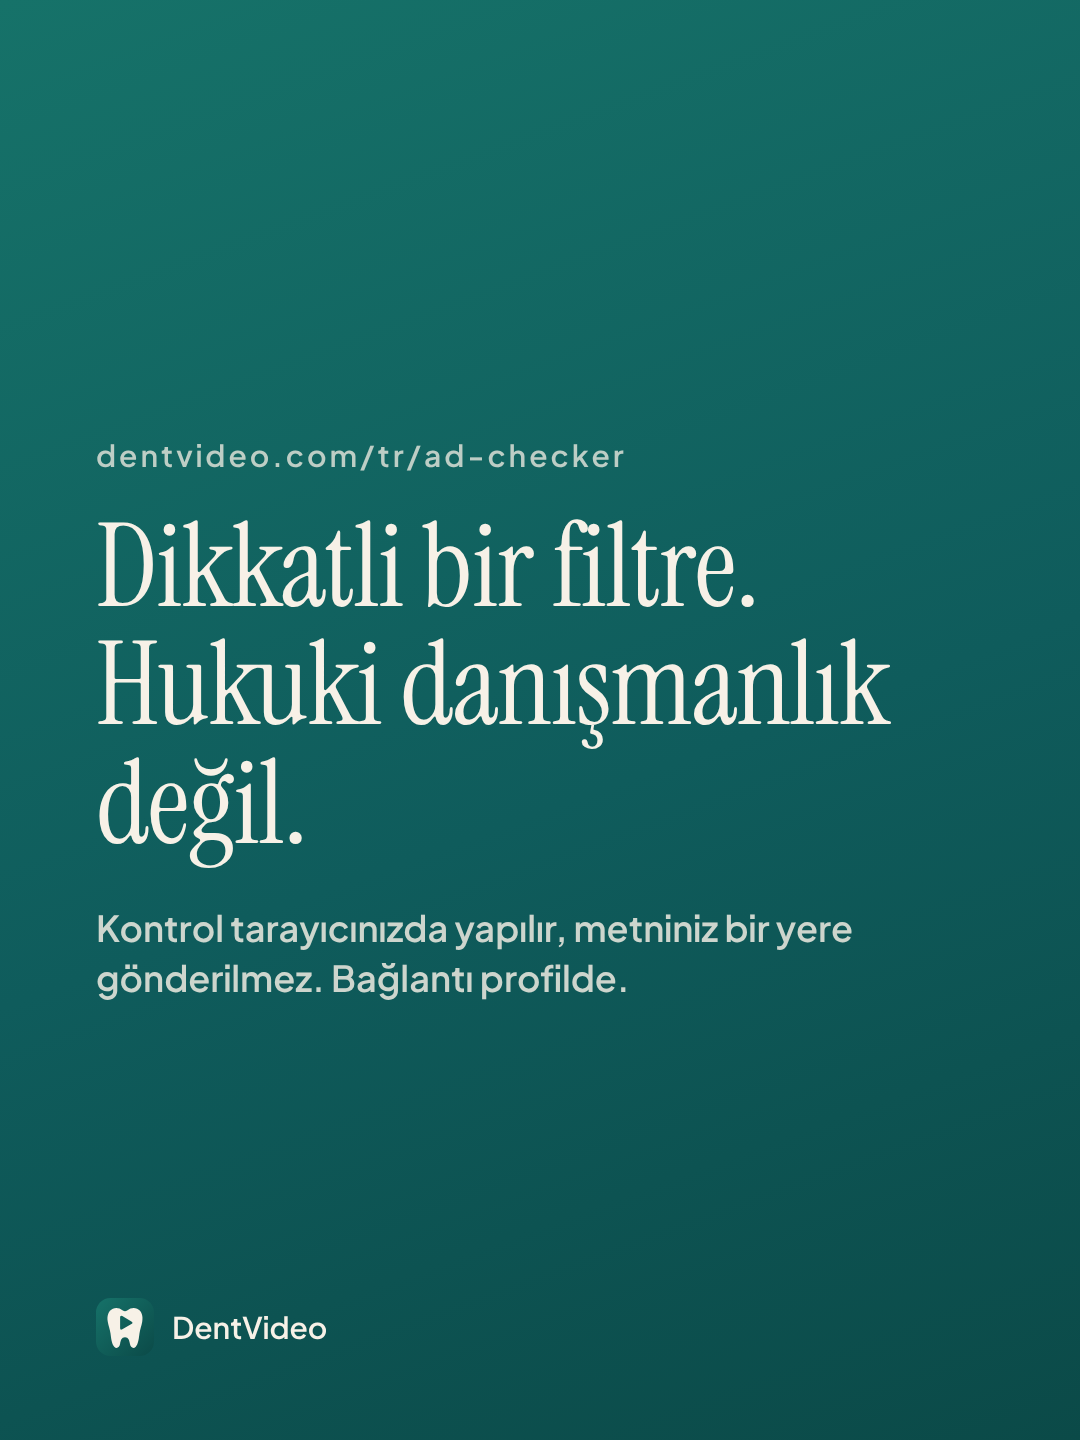 dentvideo.com/tr/ad-checker
Dikkatli bir filtre.
Hukuki danışmanlık
değil.
Kontrol tarayıcınızda yapılır, metniniz bir yere
gönderilmez. Bağlantı profilde.
DentVideo